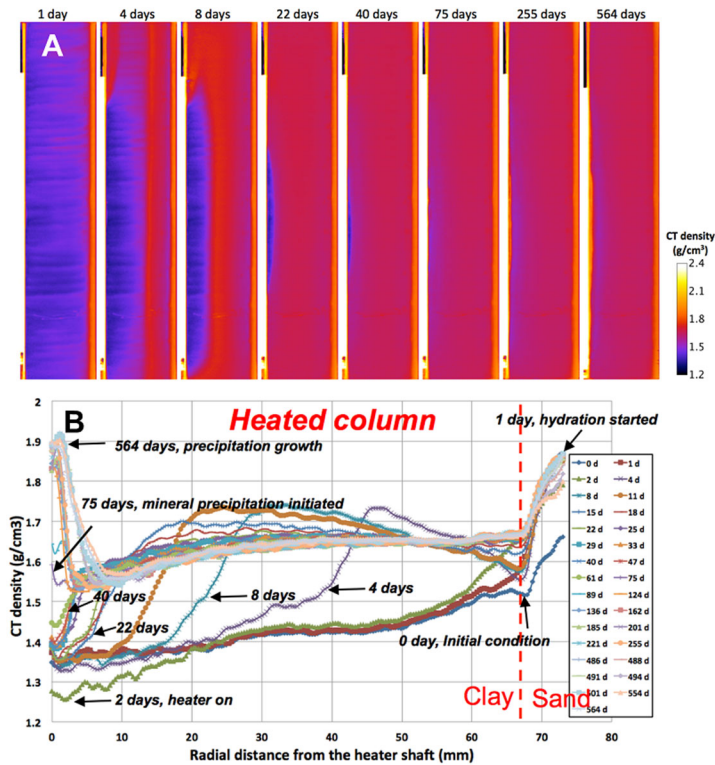 1 day 4 days 8 days 22 days 40 days 75 days 255 days 564 days
A
CT density
(g/cm³)
2.4
2.1
1.8
1.5
1.2
B
Heated column
1 day, hydration started
564 days, precipitation growth
75 days, mineral precipitation initiated
40 days
22 days
8 days
4 days
0 day, Initial condition
2 days, heater on
Clay Sand
CT density (g/cm3)
2
1.9
1.8
1.7
1.6
1.5
1.4
1.3
1.2
0 10 20 30 40 50 60 70 80
Radial distance from the heater shaft (mm)
0 d 1 d
2 d 4 d
8 d 11 d
15 d 18 d
22 d 25 d
29 d 33 d
40 d 47 d
61 d 75 d
89 d 124 d
136 d 162 d
185 d 201 d
221 d 255 d
486 d 488 d
491 d 494 d
501 d 554 d
564 d